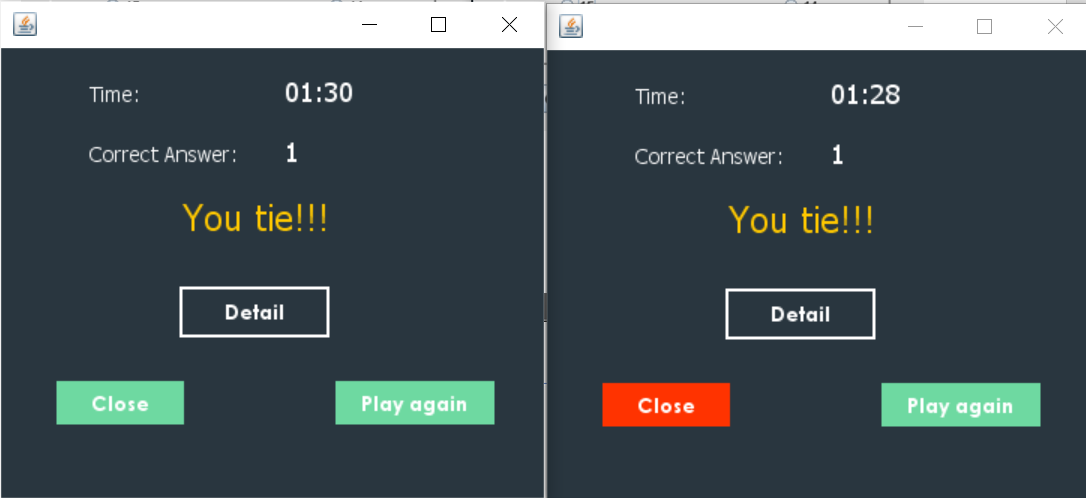 Time: 01:30
Correct Answer: 1
You tie!!!
Detail
Close Play again
Time: 01:28
Correct Answer: 1
You tie!!!
Detail
Close Play again